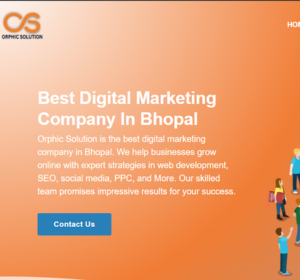 ORPHIC SOLUTION
Best Digital Marketing
Company In Bhopal
Orphic Solution is the best digital marketing
company in Bhopal. We help businesses grow
online with expert strategies in web development,
SEO, social media, PPC, and More. Our skilled
team promises impressive results for your success.
Contact Us